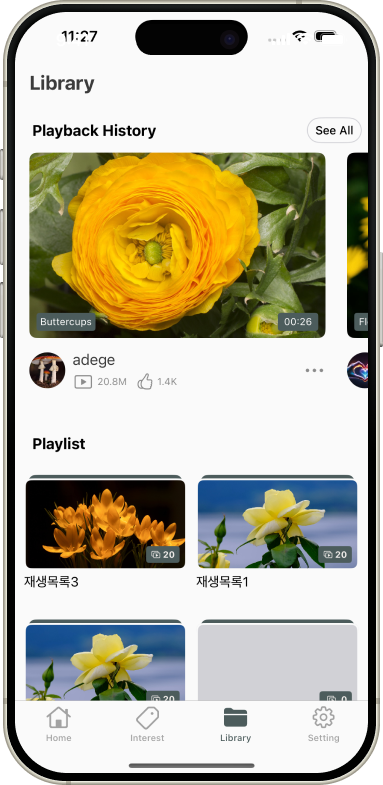 11:27
Library
Playback History
See All
Buttercups
00:26
Fl
adege
20.8M
1.4K
Playlist
20
20
재생목록3
재생목록1
20
0
Home
Interest
Library
Setting